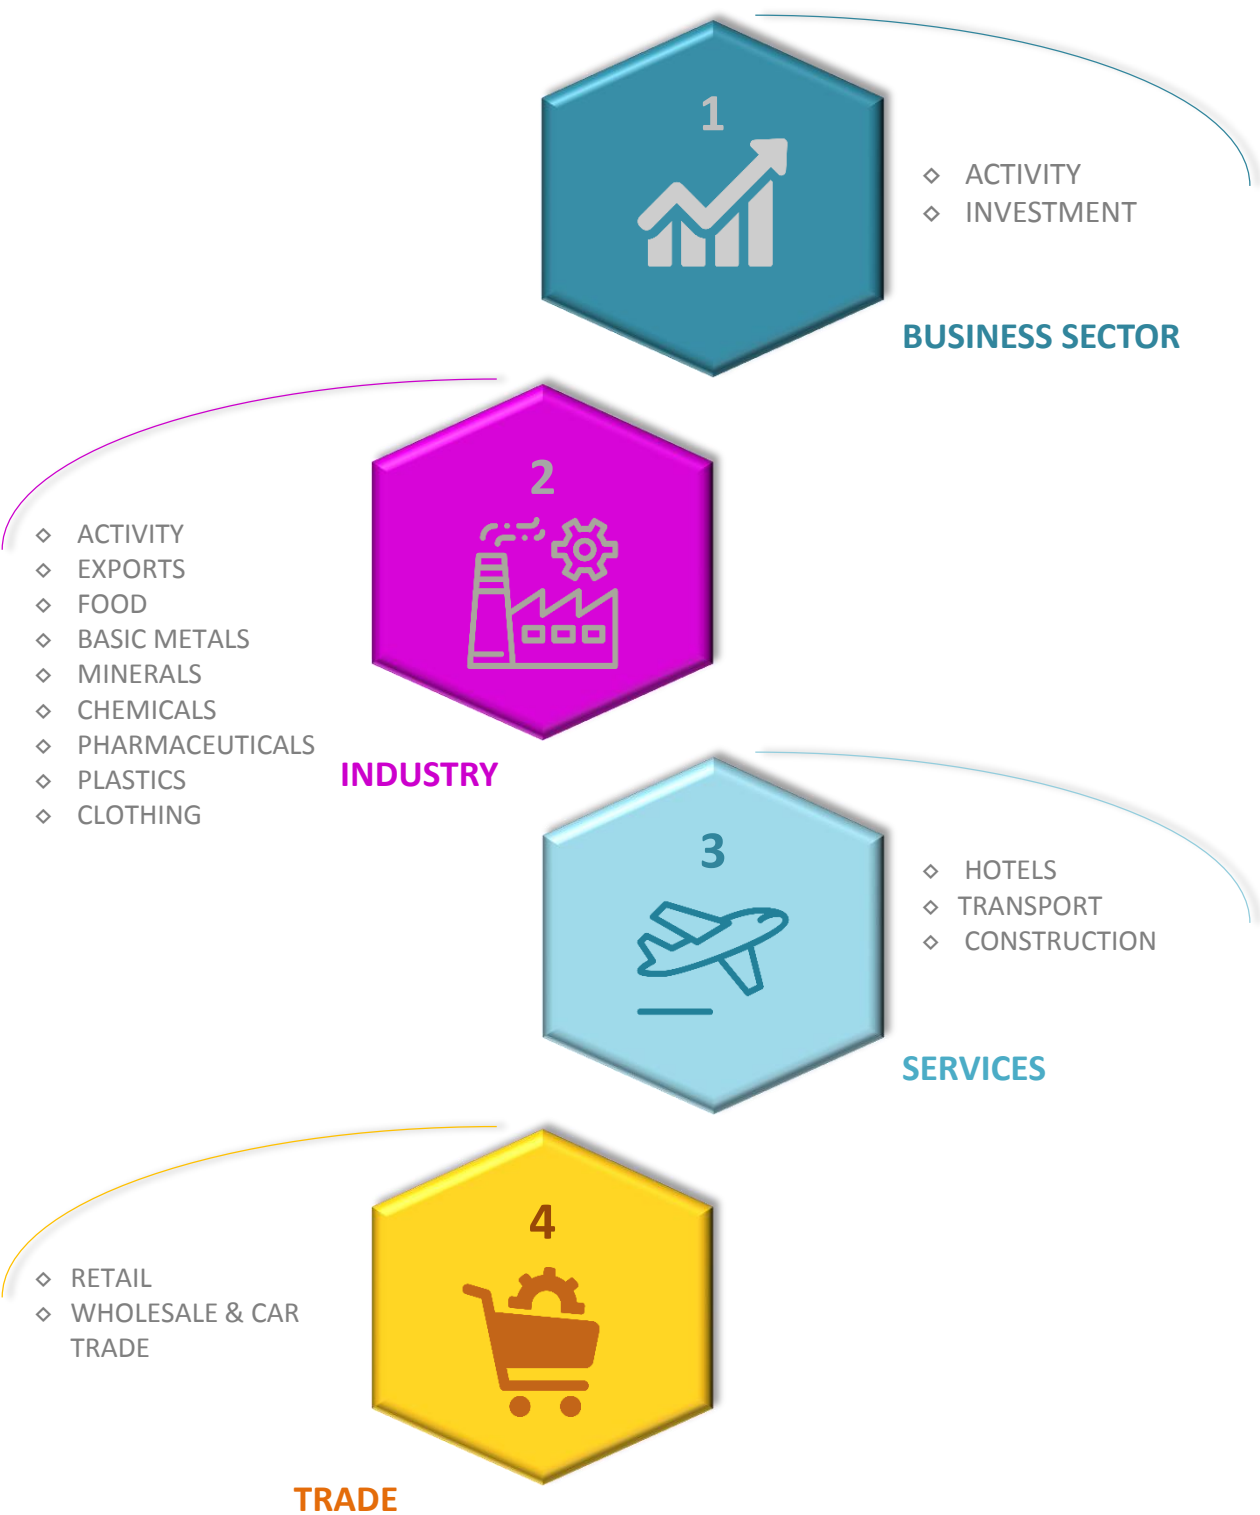 1
◇ ACTIVITY
◇ INVESTMENT
BUSINESS SECTOR
2
◇ ACTIVITY
◇ EXPORTS
◇ FOOD
◇ BASIC METALS
◇ MINERALS
◇ CHEMICALS
◇ PHARMACEUTICALS
◇ PLASTICS
◇ CLOTHING
INDUSTRY
3
◇ HOTELS
◇ TRANSPORT
◇ CONSTRUCTION
SERVICES
4
◇ RETAIL
◇ WHOLESALE & CAR
TRADE
TRADE